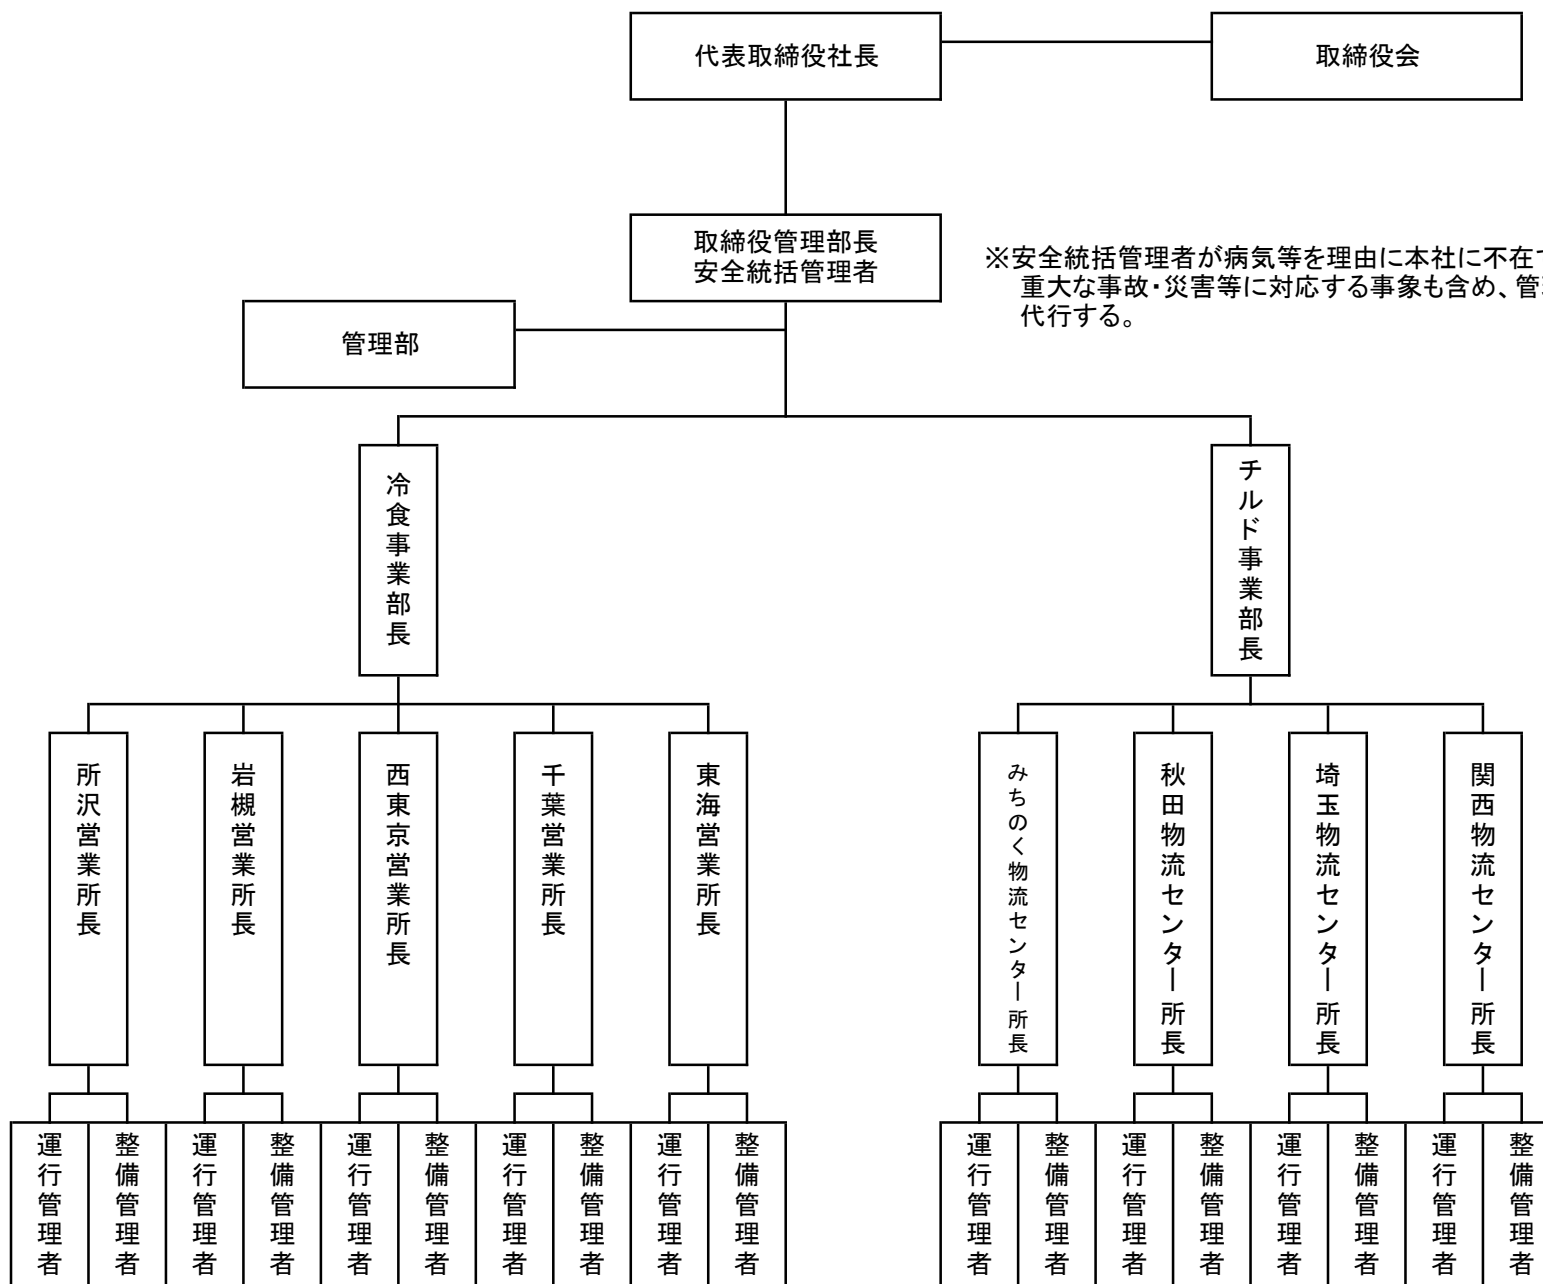 代表取締役社長
取締役会
取締役管理部長
安全統括管理者
※安全統括管理者が病気等を理由に本社に不在で
重大な事故・災害等に対応する事象も含め、管
代行する。
管理部
冷食事業部長
チルド事業部長
所沢営業所長
岩槻営業所長
西東京営業所長
千葉営業所長
東海営業所長
みちのく物流センター所長
秋田物流センター所長
埼玉物流センター所長
関西物流センター所長
運行管理者
整備管理者
運行管理者
整備管理者
運行管理者
整備管理者
運行管理者
整備管理者
運行管理者
整備管理者
運行管理者
整備管理者
運行管理者
整備管理者
運行管理者
整備管理者
運行管理者
整備管理者